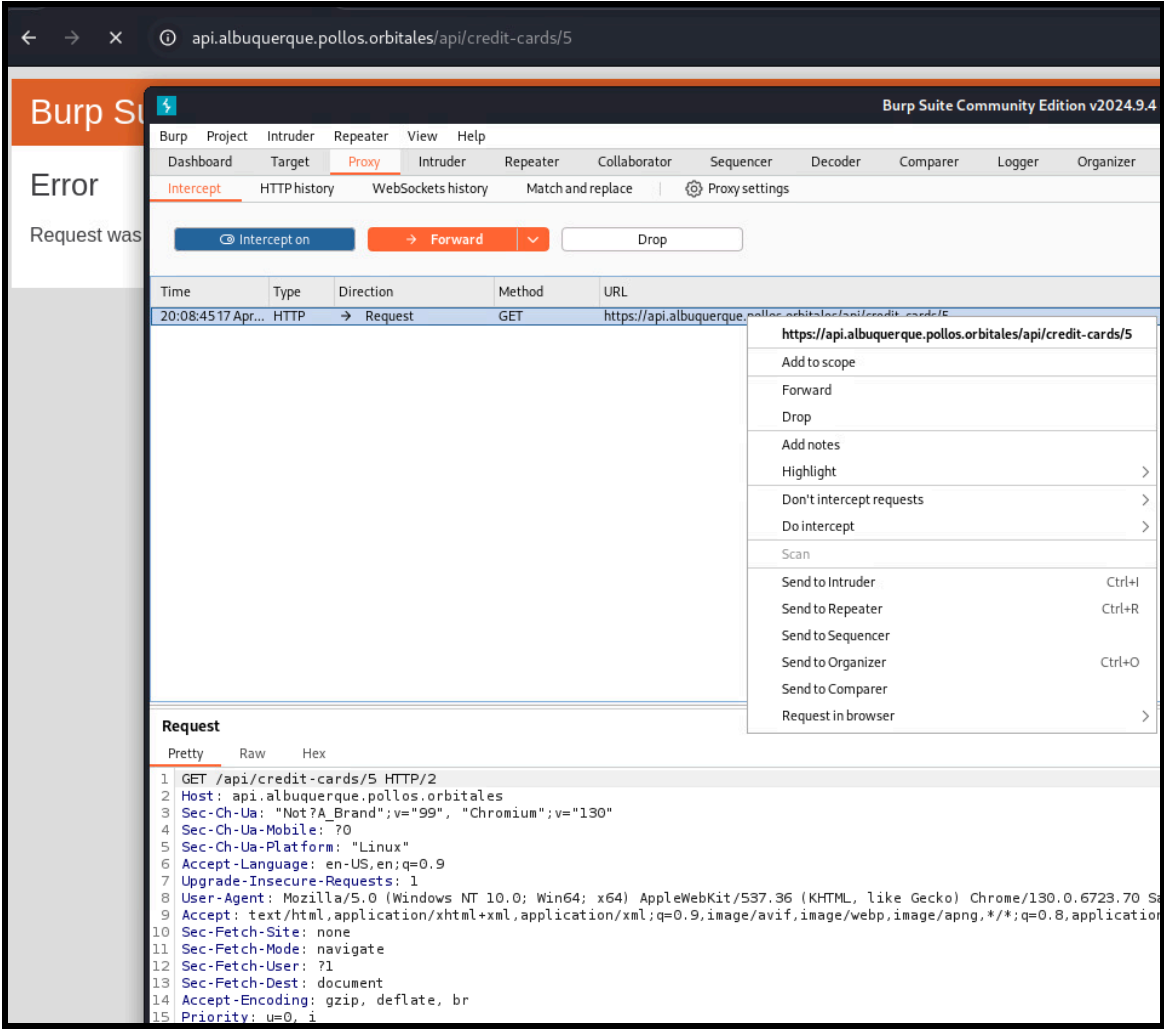 api.albuquerque.pollos.orbitales/api/credit-cards/5
Burp Su
Error
Request was
Burp Suite Community Edition v2024.9.4
Burp Project Intruder Repeater View Help
Dashboard Target Proxy Intruder Repeater Collaborator Sequencer Decoder Comparer Logger Organizer
Intercept HTTP history WebSockets history Match and replace Proxy settings
Intercept on Forward Drop
Time Type Direction Method URL
20:08:45 17 Apr... HTTP → Request GET https://api.albuquerque.pollos.orbitales/api/credit-cards/5
https://api.albuquerque.pollos.orbitales/api/credit-cards/5
Add to scope
Forward
Drop
Add notes
Highlight
Don't intercept requests
Do intercept
Scan
Send to Intruder Ctrl+I
Send to Repeater Ctrl+R
Send to Sequencer
Send to Organizer Ctrl+O
Send to Comparer
Request in browser
Request
Pretty Raw Hex
1 GET /api/credit-cards/5 HTTP/2
2 Host: api.albuquerque.pollos.orbitales
3 Sec-Ch-Ua: "Not?A_Brand";v="99", "Chromium";v="130"
4 Sec-Ch-Ua-Mobile: ?0
5 Sec-Ch-Ua-Platform: "Linux"
6 Accept-Language: en-US,en;q=0.9
7 Upgrade-Insecure-Requests: 1
8 User-Agent: Mozilla/5.0 (Windows NT 10.0; Win64; x64) AppleWebKit/537.36 (KHTML, like Gecko) Chrome/130.0.6723.70 Sa
9 Accept: text/html,application/xhtml+xml,application/xml;q=0.9,image/avif,image/webp,image/apng,*/*;q=0.8,application
10 Sec-Fetch-Site: none
11 Sec-Fetch-Mode: navigate
12 Sec-Fetch-User: ?1
13 Sec-Fetch-Dest: document
14 Accept-Encoding: gzip, deflate, br
15 Priority: u=0, i